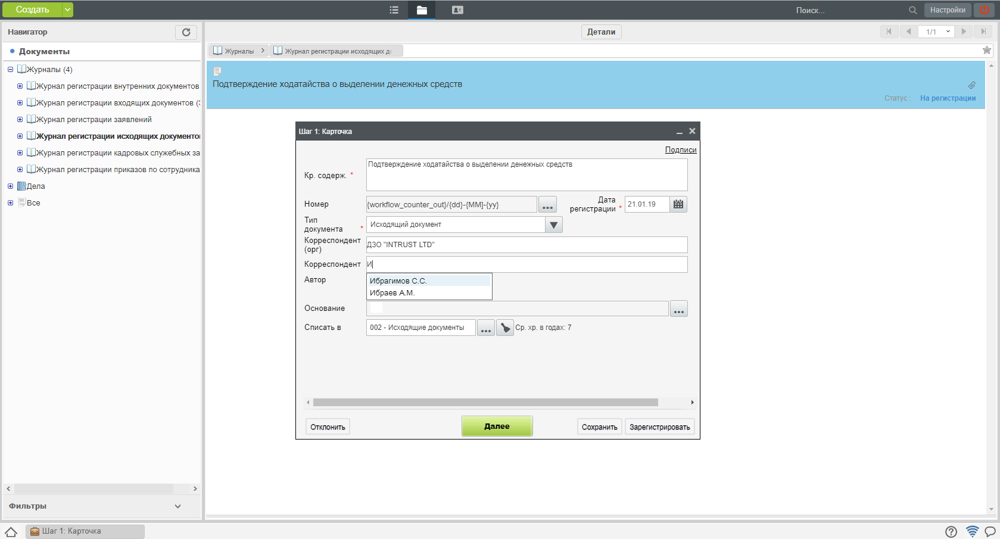 Создать
Поиск...
Настройки
Навигатор
Детали
1/1
Документы
Журналы
Журнал регистрации исходящих д
Журналы (4)
Журнал регистрации внутренних документов
Журнал регистрации входящих документов (
Журнал регистрации заявлений
Журнал регистрации исходящих документо
Журнал регистрации кадровых служебных за
Журнал регистрации приказов по сотрудника
Дела
Все
Подтверждение ходатайства о выделении денежных средств
Статус : На регистрации
Шаг 1: Карточка
Подписи
Кр. содерж. *
Подтверждение ходатайства о выделении денежных средств
Номер
{workflow_counter_out}/{dd}-{MM}-{yy}
...
Дата
регистрации *
21.01.19
Тип
документа *
Исходящий документ
Корреспондент
(орг)
ДЗО "INTRUST LTD"
Корреспондент
И
Автор
Ибрагимов С.С.
Ибраев А.М.
Основание
...
Списать в
002 - Исходящие документы
...
Ср. хр. в годах: 7
Отклонить
Далее
Сохранить
Зарегистрировать
Фильтры
Шаг 1: Карточка